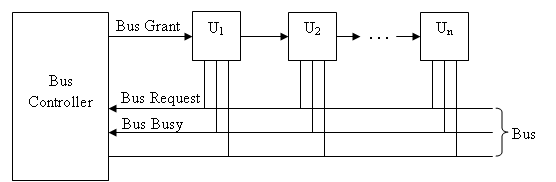 Bus Grant
U1
U2
...
Un
Bus
Controller
Bus Request
Bus Busy
Bus